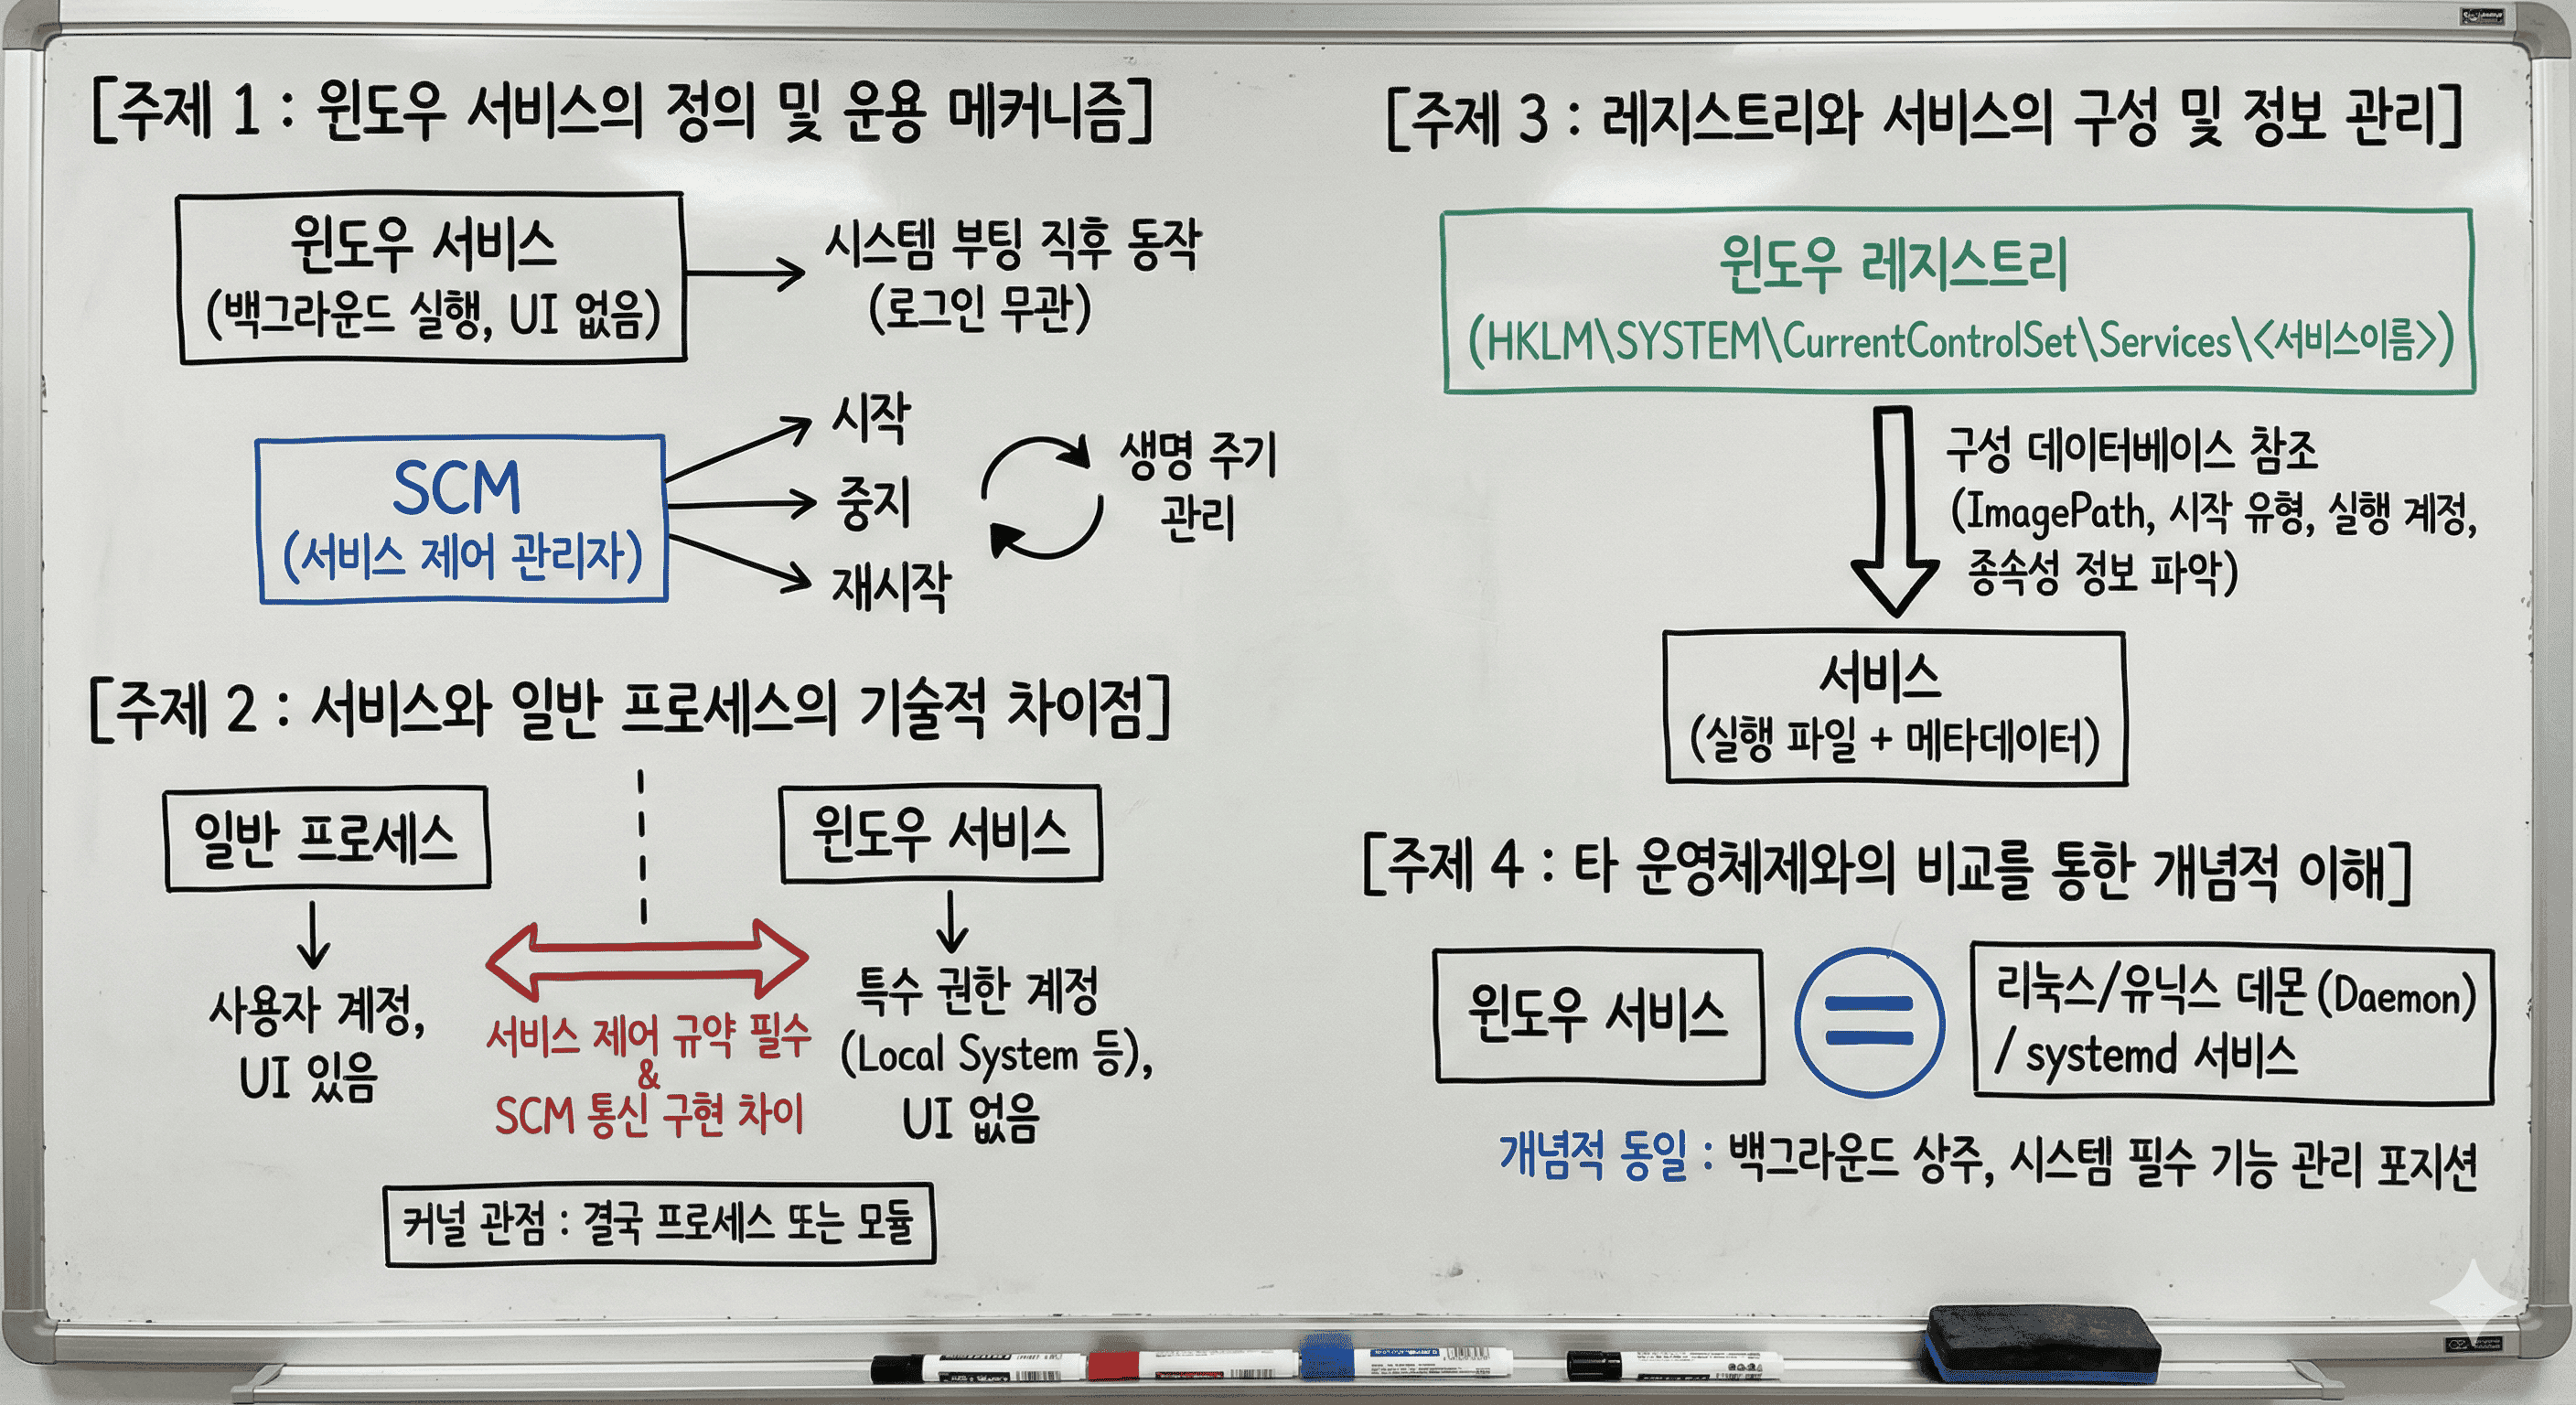 [주제 1 : 윈도우 서비스의 정의 및 운용 메커니즘]
윈도우 서비스
(백그라운드 실행, UI 없음)
시스템 부팅 직후 동작
(로그인 무관)
SCM
(서비스 제어 관리자)
시작
중지
재시작
생명 주기
관리
[주제 2 : 서비스와 일반 프로세스의 기술적 차이점]
일반 프로세스
사용자 계정,
UI 있음
서비스 제어 규약 필수
&
SCM 통신 구현 차이
윈도우 서비스
특수 권한 계정
(Local System 등),
UI 없음
커널 관점 : 결국 프로세스 또는 모듈
[주제 3 : 레지스트리와 서비스의 구성 및 정보 관리]
윈도우 레지스트리
(HKLM\SYSTEM\CurrentControlSet\Services\<서비스이름>)
구성 데이터베이스 참조
(ImagePath, 시작 유형, 실행 계정,
종속성 정보 파악)
서비스
(실행 파일 + 메타데이터)
[주제 4 : 타 운영체제와의 비교를 통한 개념적 이해]
윈도우 서비스
=
리눅스/유닉스 데몬 (Daemon)
/ systemd 서비스
개념적 동일 : 백그라운드 상주, 시스템 필수 기능 관리 포지션